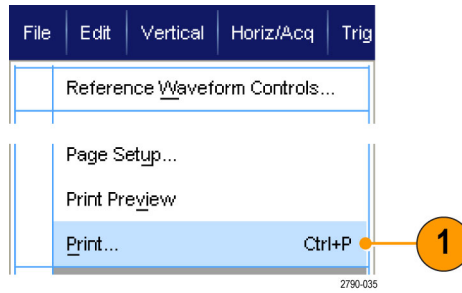 File Edit Vertical Horiz/Acq Trig
Reference Waveform Controls...
Page Setup...
Print Preview
Print... Ctrl+P
1
2790-035